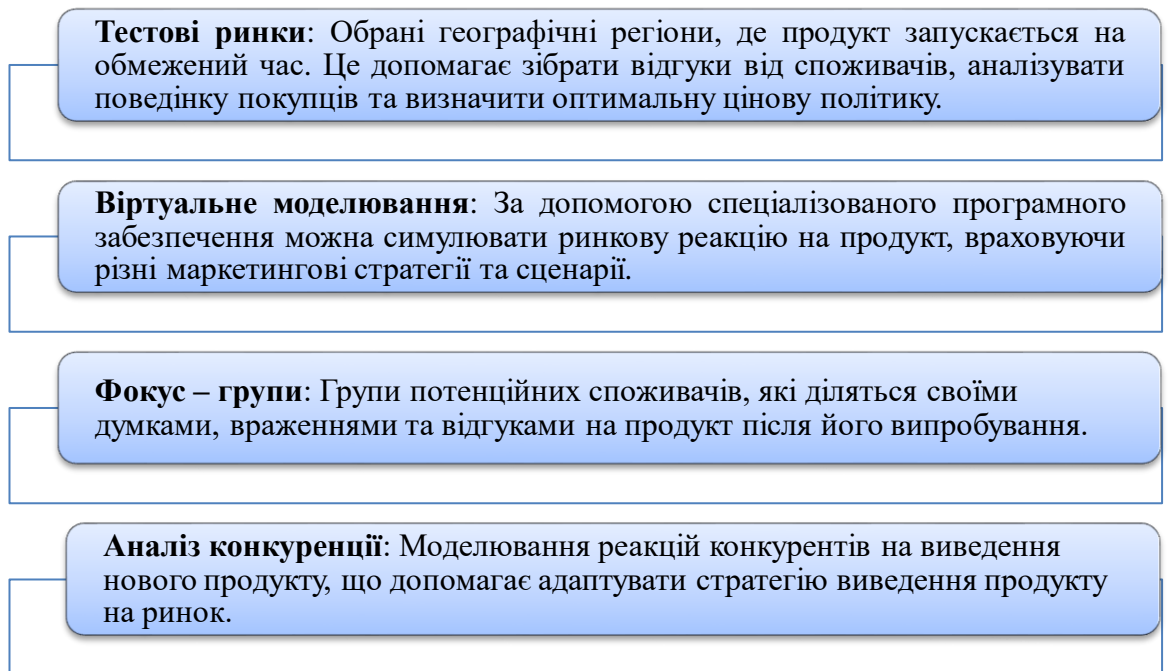 Тестові ринки: Обрані географічні регіони, де продукт запускається на
обмежений час. Це допомагає зібрати відгуки від споживачів, аналізувати
поведінку покупців та визначити оптимальну цінову політику.
Віртуальне моделювання: За допомогою спеціалізованого програмного
забезпечення можна симулювати ринкову реакцію на продукт, враховуючи
різні маркетингові стратегії та сценарії.
Фокус – групи: Групи потенційних споживачів, які діляться своїми
думками, враженнями та відгуками на продукт після його випробування.
Аналіз конкуренції: Моделювання реакцій конкурентів на виведення
нового продукту, що допомагає адаптувати стратегію виведення продукту
на ринок.